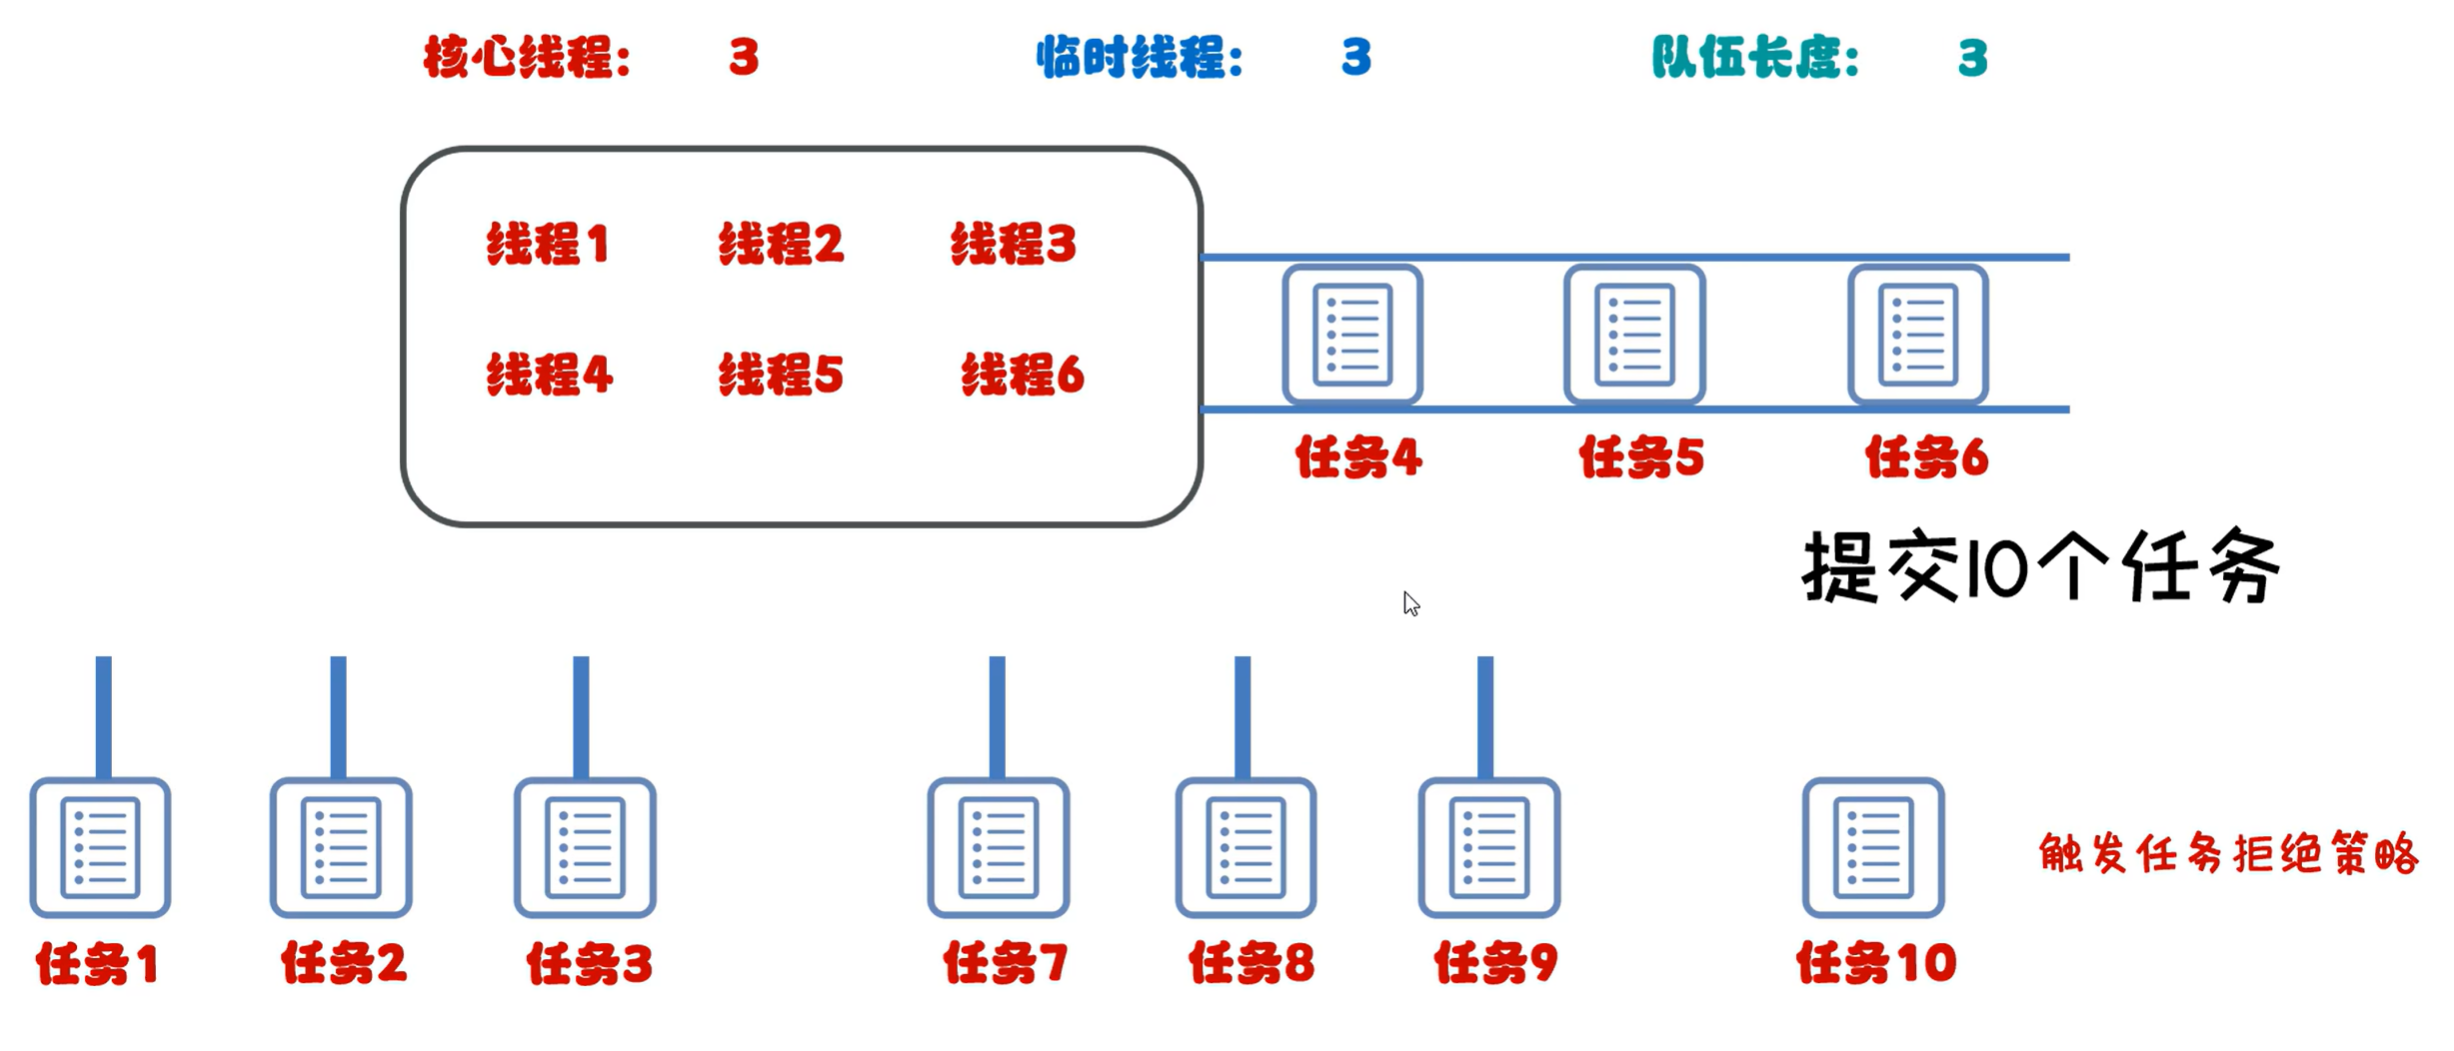 核心线程: 3 临时线程: 3 队伍长度: 3
线程1 线程2 线程3
线程4 线程5 线程6
任务4 任务5 任务6
提交10个任务
触发任务拒绝策略
任务1 任务2 任务3 任务7 任务8 任务9 任务10